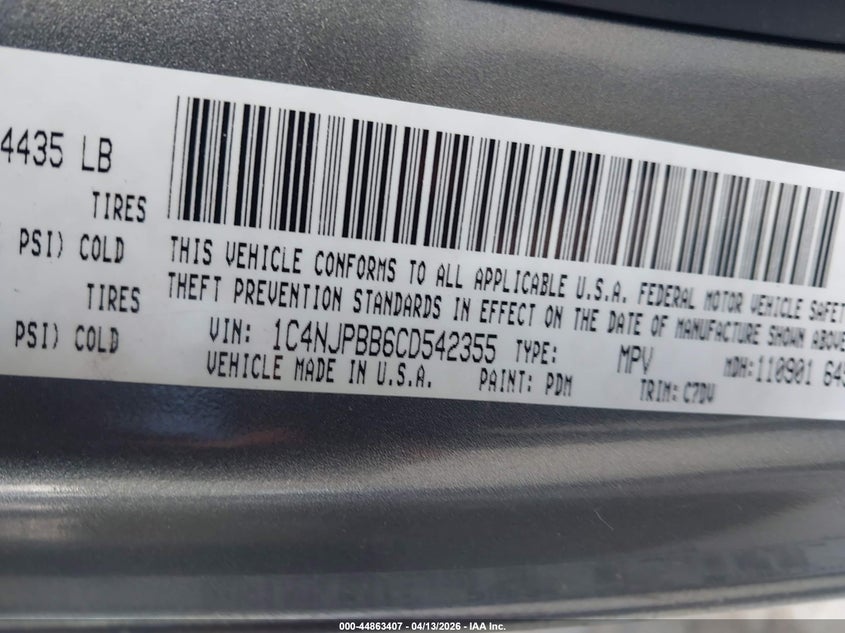 4435 LB
TIRES
PSI) COLD
TIRES
PSI) COLD
THIS VEHICLE CONFORMS TO ALL APPLICABLE U.S.A. FEDERAL MOTOR VEHICLE SAFET
THEFT PREVENTION STANDARDS IN EFFECT ON THE DATE OF MANUFACTURE SHOWN ABOVE
VIN: 1C4NJPBB6CD542355 TYPE: MPV MDH:110901 645
VEHICLE MADE IN U.S.A. PAINT: PDM TRIM: C7DV
000-44863407 - 04/13/2026 - IAA Inc.